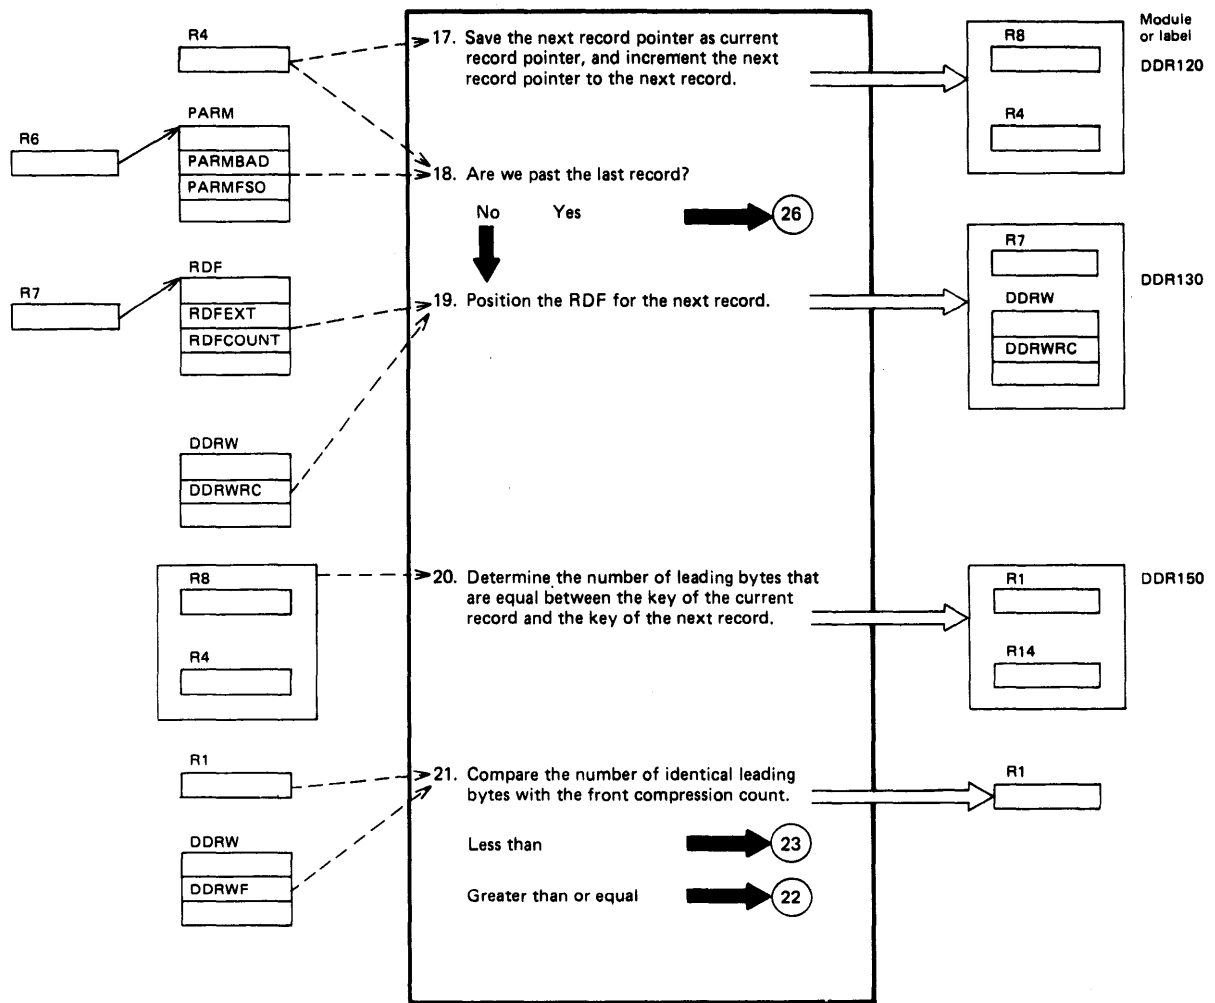 Module
or label
R4
17. Save the next record pointer as current
record pointer, and increment the next
record pointer to the next record.
R8
R4
DDR120
R6
PARM
PARMBAD
PARMFSO
18. Are we past the last record?
No Yes 26
R7
RDF
RDFEXT
RDFCOUNT
19. Position the RDF for the next record.
R7
DDRW
DDRWRC
DDR130
DDRW
DDRWRC
R8
R4
20. Determine the number of leading bytes that
are equal between the key of the current
record and the key of the next record.
R1
R14
DDR150
R1
21. Compare the number of identical leading
bytes with the front compression count.
R1
DDRW
DDRWF
Less than 23
Greater than or equal 22